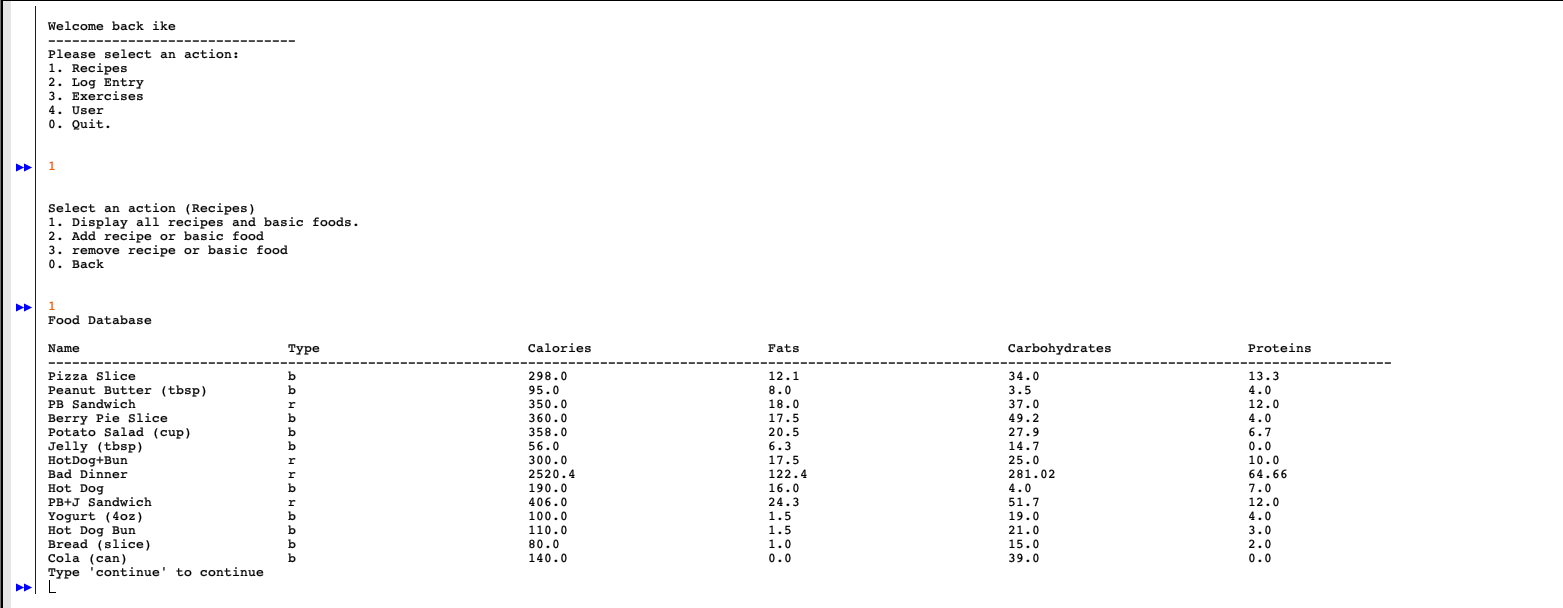 Welcome back ike
-------------------------------
Please select an action:
1. Recipes
2. Log Entry
3. Exercises
4. User
0. Quit.
1
Select an action (Recipes)
1. Display all recipes and basic foods.
2. Add recipe or basic food
3. remove recipe or basic food
0. Back
1
Food Database
Name Type Calories Fats Carbohydrates Proteins
------------------------------------------------------------------------------------------------------------------------------------------------------------------------
Pizza Slice b 298.0 12.1 34.0 13.3
Peanut Butter (tbsp) b 95.0 8.0 3.5 4.0
PB Sandwich r 350.0 18.0 37.0 12.0
Berry Pie Slice b 360.0 17.5 49.2 4.0
Potato Salad (cup) b 358.0 20.5 27.9 6.7
Jelly (tbsp) b 56.0 6.3 14.7 0.0
HotDog+Bun r 300.0 17.5 25.0 10.0
Bad Dinner r 2520.4 122.4 281.02 64.66
Hot Dog b 190.0 16.0 4.0 7.0
PB+J Sandwich r 406.0 24.3 51.7 12.0
Yogurt (4oz) b 100.0 1.5 19.0 4.0
Hot Dog Bun b 110.0 1.5 21.0 3.0
Bread (slice) b 80.0 1.0 15.0 2.0
Cola (can) b 140.0 0.0 39.0 0.0
Type 'continue' to continue